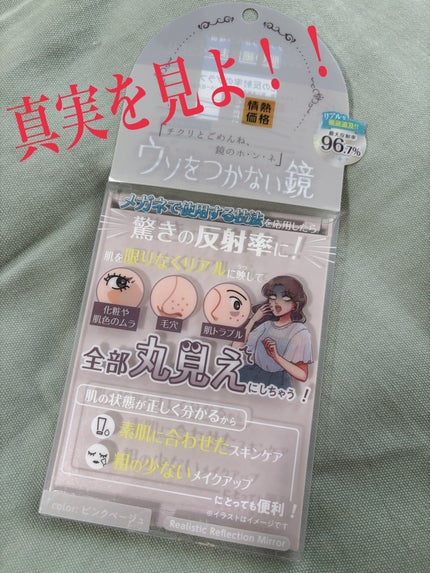 真実を見よ！！
情熱価格
「チクリとごめんね、
鏡のホ・ン・ネ」
ウソをつかない鏡
リアルを
最大反射率
96.7%
メガネで使用する技法を応用したら
驚きの反射率に!
肌を限りなくリアルに映して
化粧や
肌色のムラ
毛穴
肌トラブル
全部丸見えにしちゃう!
肌の状態が正しく分かるから
素肌に合わせたスキンケア
粗の少ないメイクアップ
にとっても便利!
※イラストはイメージです
color: ピンクベージュ
Realistic Reflection Mirror